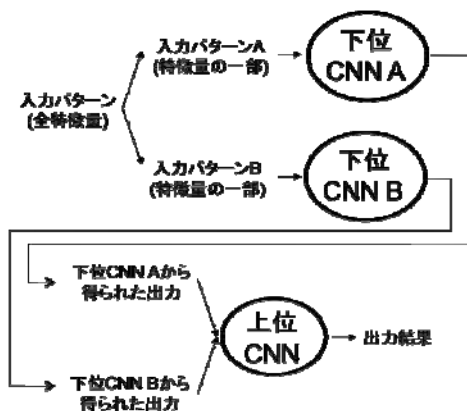 入力パターンA
(特徴量の一部)
下位
CNN A
入力パターン
(全特徴量)
入力パターンB
(特徴量の一部)
下位
CNN B
下位CNN Aから
得られた出力
上位
CNN
出力結果
下位CNN Bから
得られた出力